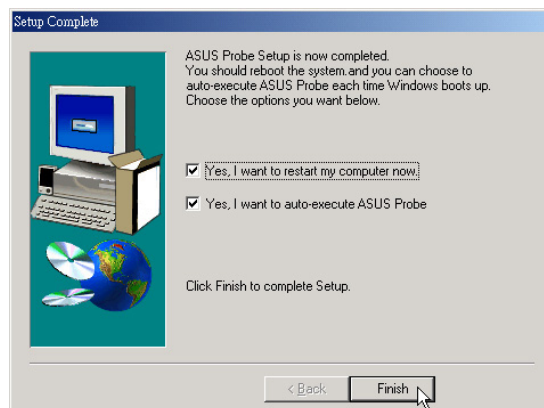 Setup Complete
ASUS Probe Setup is now completed.
You should reboot the system.and you can choose to
auto-execute ASUS Probe each time Windows boots up.
Choose the options you want below.
Yes, I want to restart my computer now.
Yes, I want to auto-execute ASUS Probe
Click Finish to complete Setup.
< Back
Finish